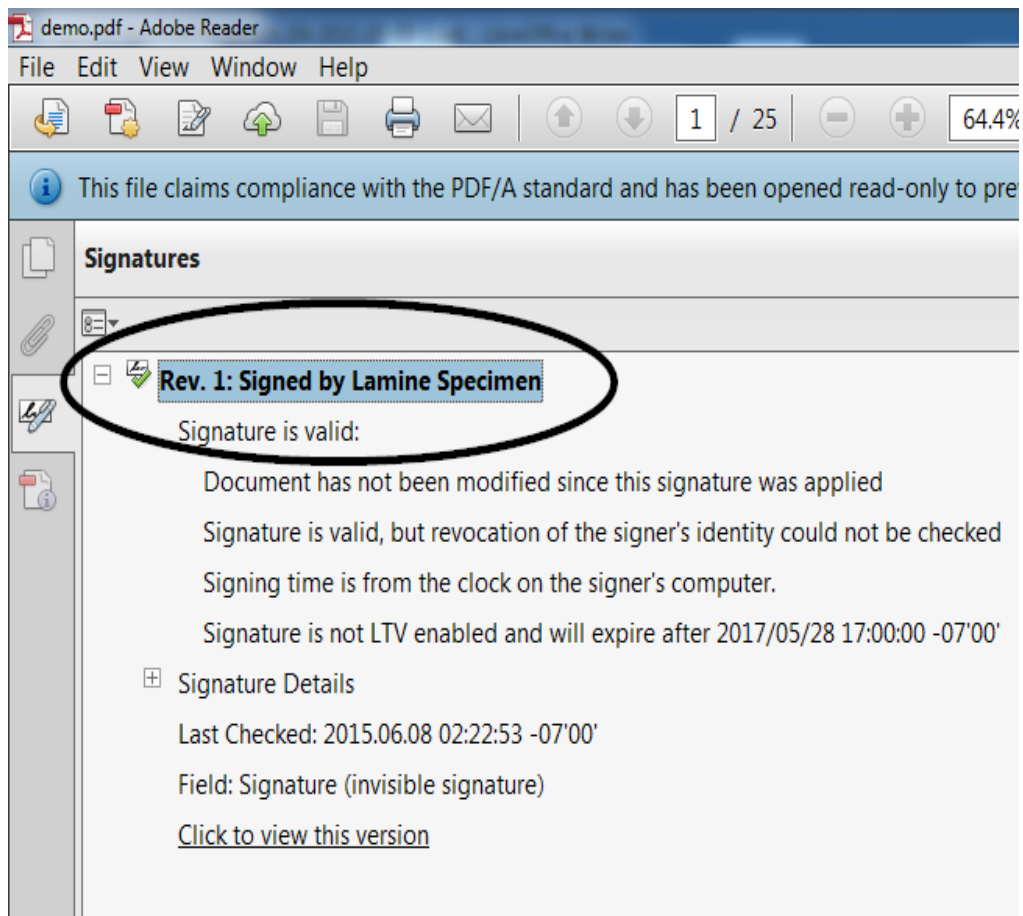 demo.pdf - Adobe Reader
File Edit View Window Help
1 / 25 64.4%
This file claims compliance with the PDF/A standard and has been opened read-only to
Signatures
Rev. 1: Signed by Lamine Specimen
Signature is valid:
Document has not been modified since this signature was applied
Signature is valid, but revocation of the signer's identity could not be checked
Signing time is from the clock on the signer's computer.
Signature is not LTV enabled and will expire after 2017/05/28 17:00:00 -07'00'
Signature Details
Last Checked: 2015.06.08 02:22:53 -07'00'
Field: Signature (invisible signature)
Click to view this version